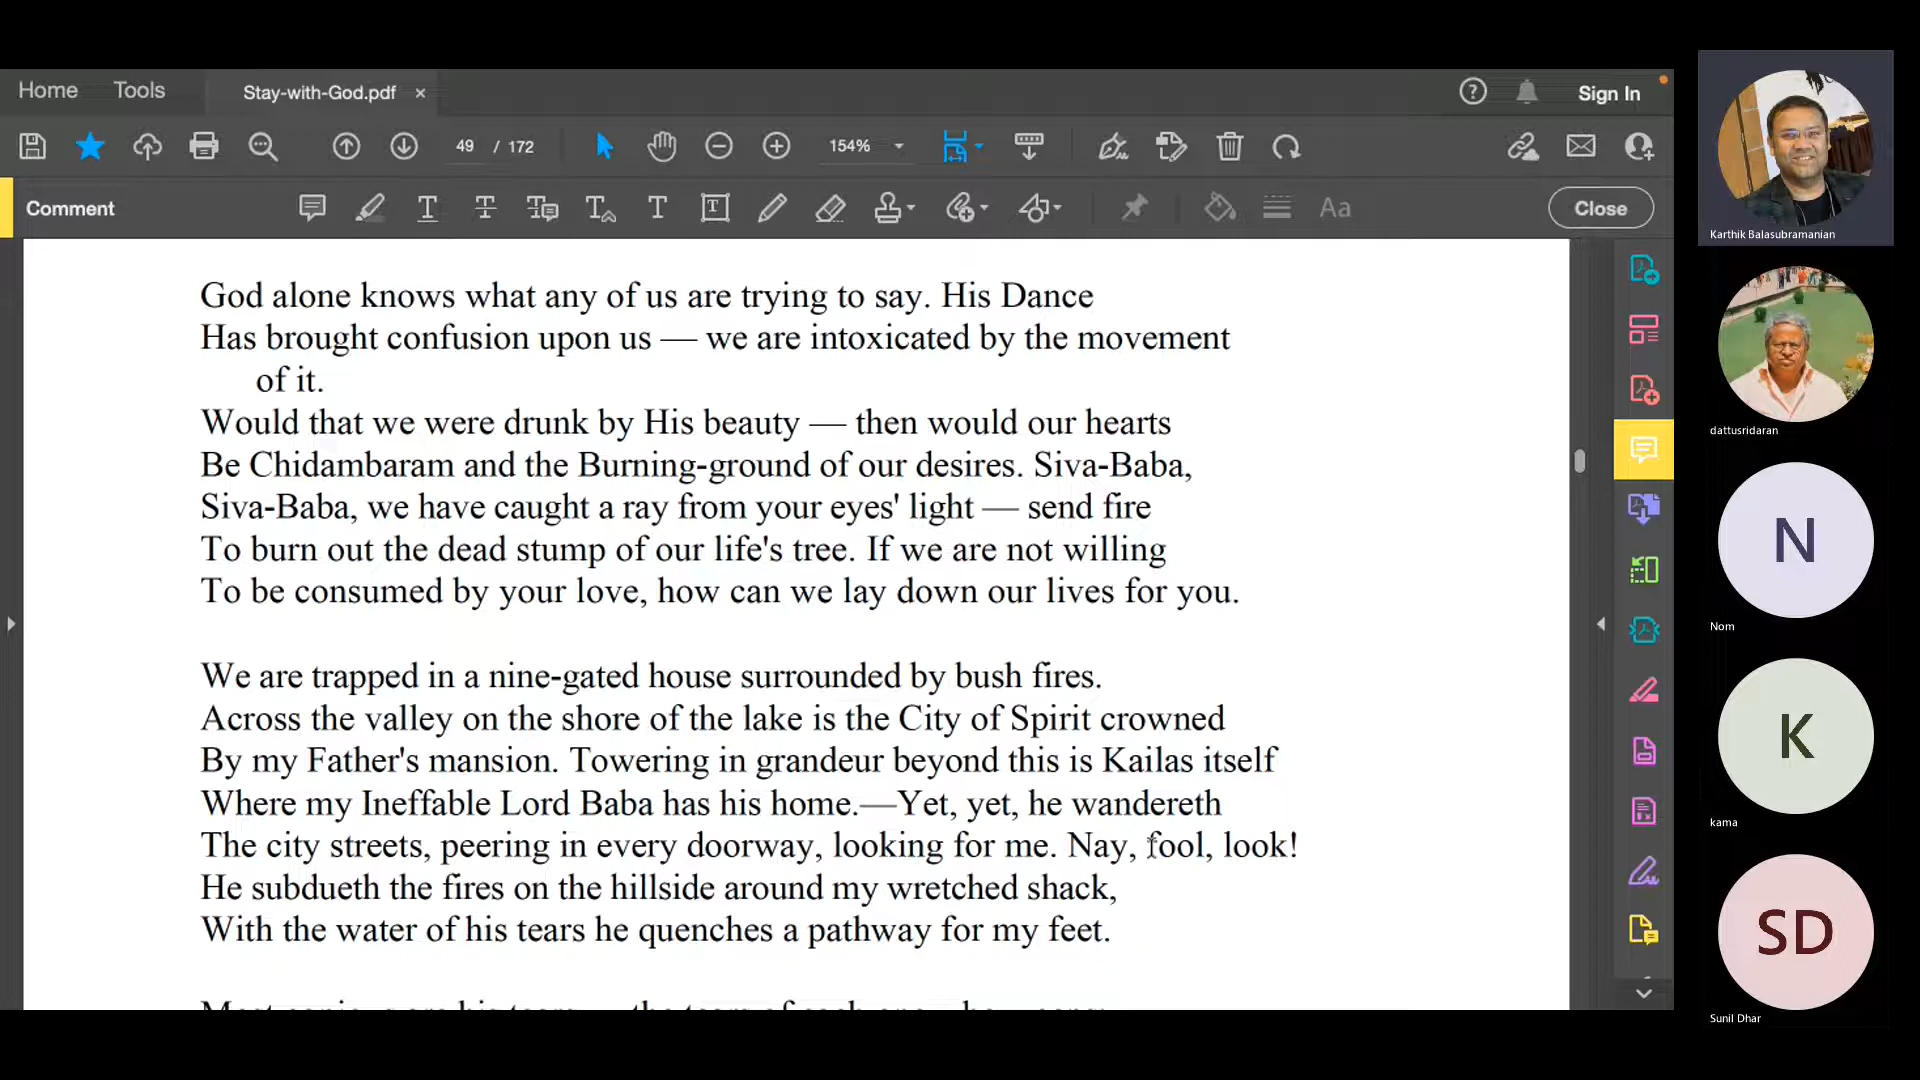 Home
Tools
Stay-with-God.pdf
Sign In
49 / 172
154%
Comment
Close
God alone knows what any of us are trying to say. His Dance
Has brought confusion upon us — we are intoxicated by the movement
of it.
Would that we were drunk by His beauty — then would our hearts
Be Chidambaram and the Burning-ground of our desires. Siva-Baba,
Siva-Baba, we have caught a ray from your eyes' light — send fire
To burn out the dead stump of our life's tree. If we are not willing
To be consumed by your love, how can we lay down our lives for you.
We are trapped in a nine-gated house surrounded by bush fires.
Across the valley on the shore of the lake is the City of Spirit crowned
By my Father's mansion. Towering in grandeur beyond this is Kailas itself
Where my Ineffable Lord Baba has his home.—Yet, yet, he wandereth
The city streets, peering in every doorway, looking for me. Nay, fool, look!
He subdueth the fires on the hillside around my wretched shack,
With the water of his tears he quenches a pathway for my feet.
Karthik Balasubramanian
dattusridaran
N
Nom
K
kama
SD
Sunil Dhar